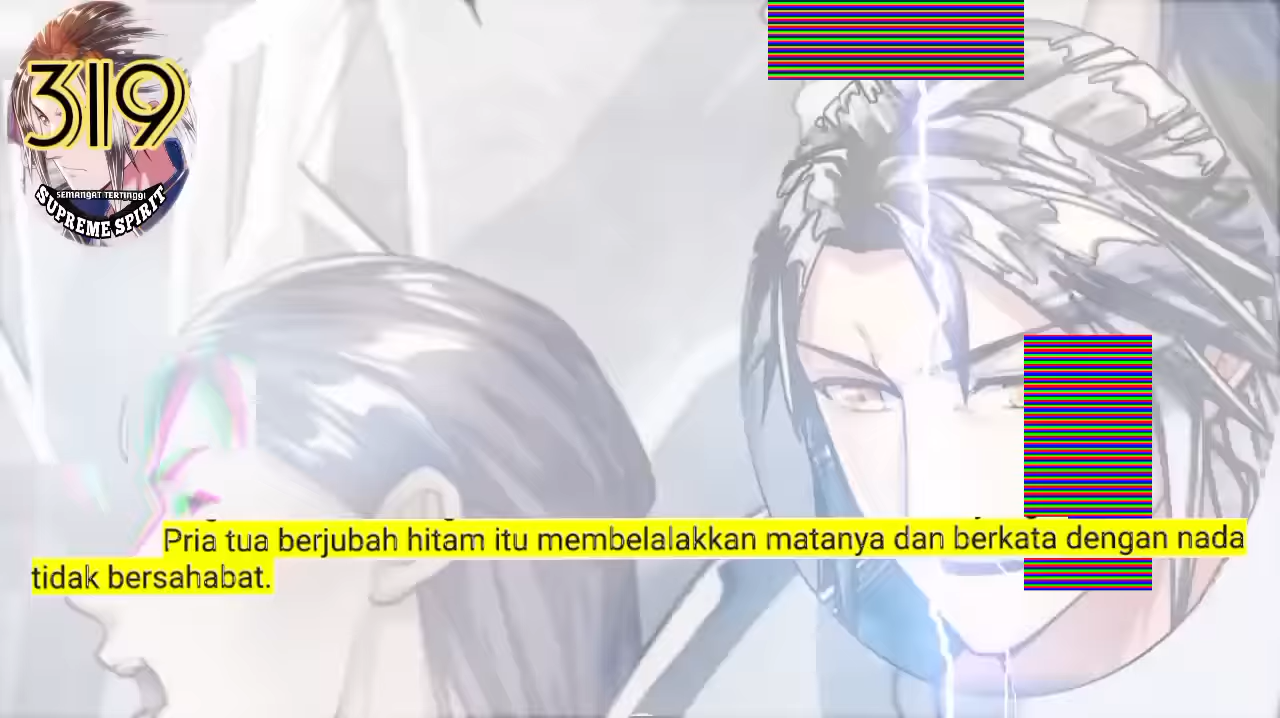 319
SEMANGAT TERTINGGI
SUPREME SPIRIT
Pria tua berjubah hitam itu membelalakkan matanya dan berkata dengan nada
tidak bersahabat.